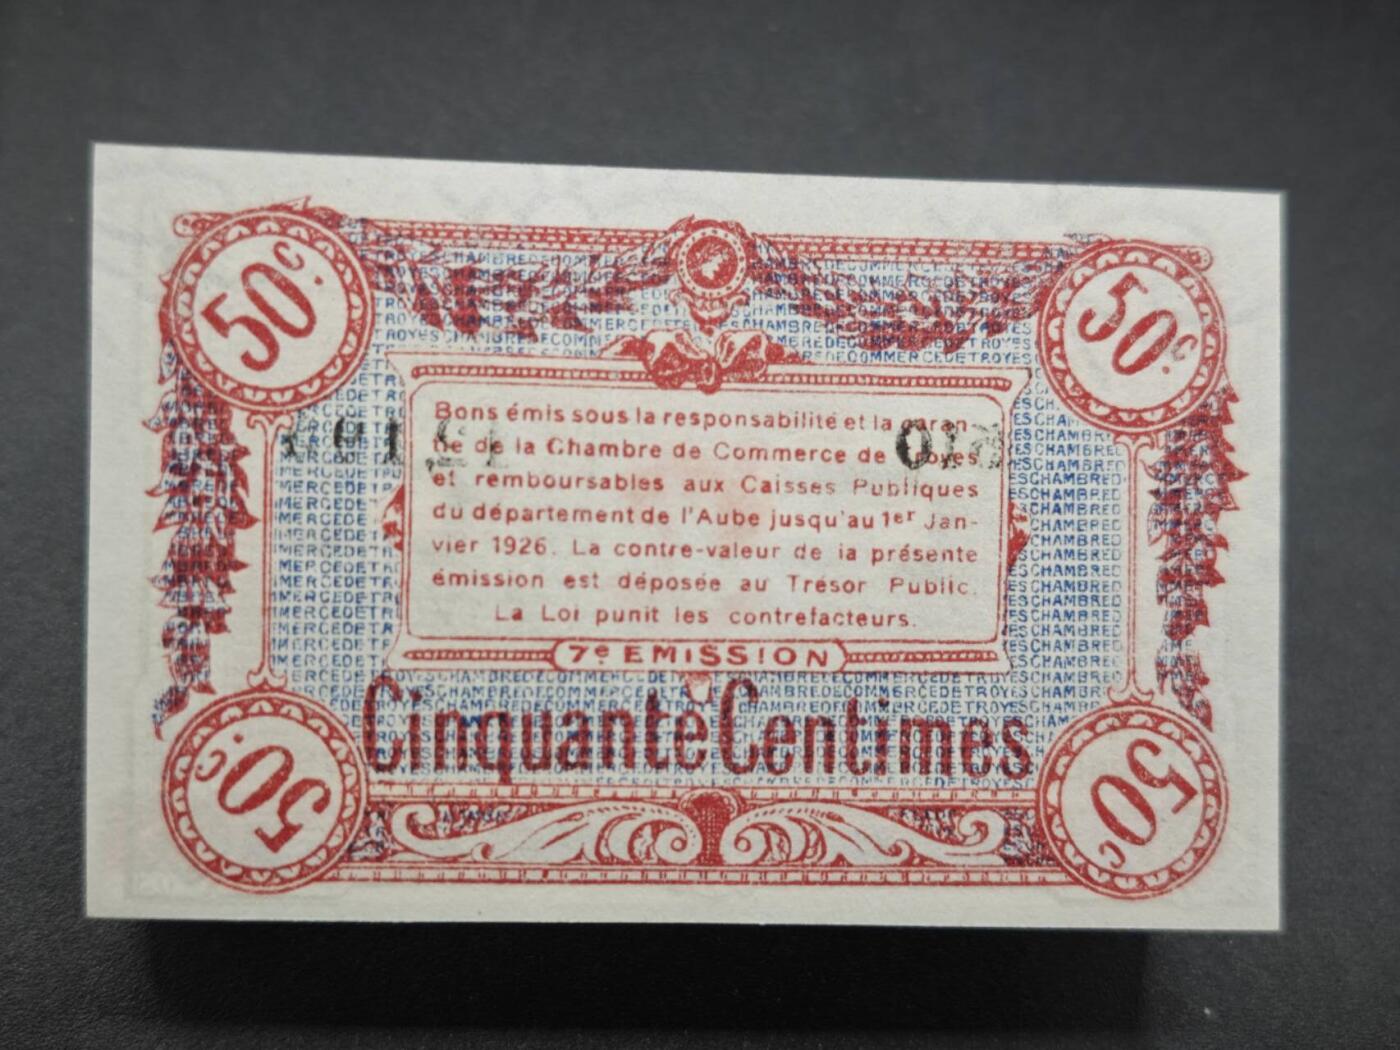 50c.
50c.
Bons émis sous la responsabilité et la garan-
tie de la Chambre de Commerce de Troyes
et remboursables aux Caisses Publiques
du département de l'Aube jusqu'au 1er Jan-
vier 1926. La contre-valeur de la présente
émission est déposée au Trésor Public.
La Loi punit les contrefacteurs.
7e EMISSION
Cinquante Centimes
50c.
50c